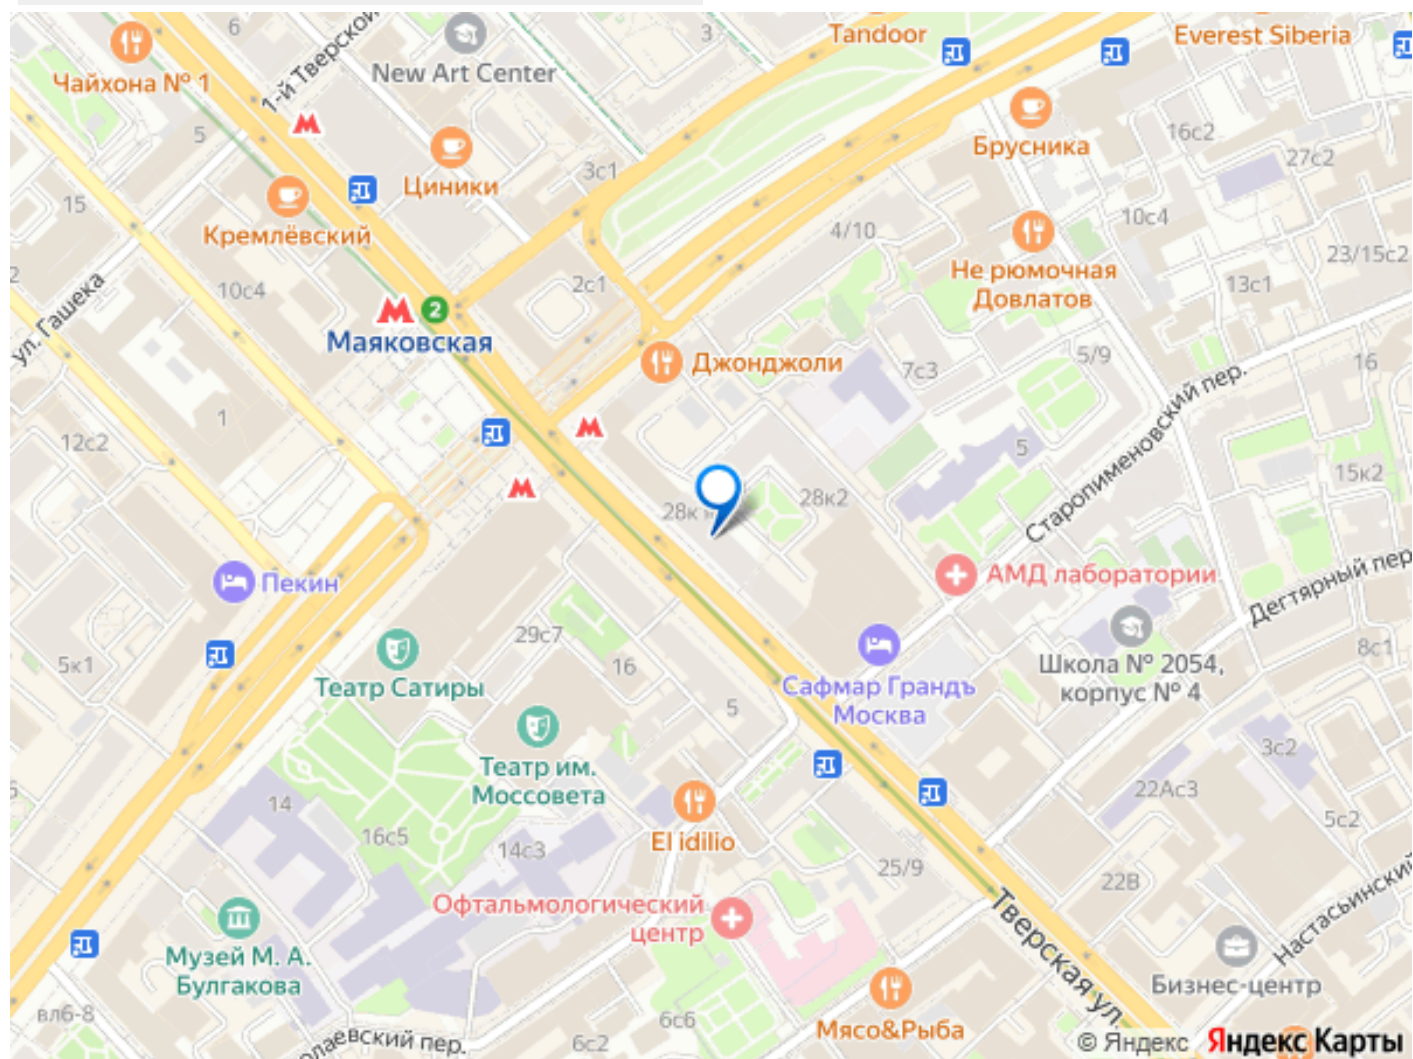 6
1-й Тверской
3
Tandoor
Everest Siberia
New Art Center
Чайхона № 1
5
3с1
Брусника
16с2
27с2
Циники
15
Кремлёвский
4/10
10с4
23/15с2
2
Не рюмочная
Довлатов
13с1
ул. Гашека
10с4
2с1
2
Маяковская
Джонджоли
7с3
5/9
16
Старопименовский пер.
1
12с2
5
15к2
28к
28к2
Пекин
АМД лаборатории
Дегтярный пер
29с7
16
5к1
Театр Сатиры
Сафмар Грандъ
Москва
Школа № 2054,
корпус № 4
8с1
5
3с2
Театр им.
Моссовета
14
16с5
14с3
El idilio
22Ас3
5с2
25/9
22В
Офтальмологический
центр
Тверская ул.
Настасьинский
Музей М. А.
Булгакова
Бизнес-центр
вл6-8
6с6
Мясо&Рыба
олаевский пер.
6с2
© Яндекс Яндекс Карты